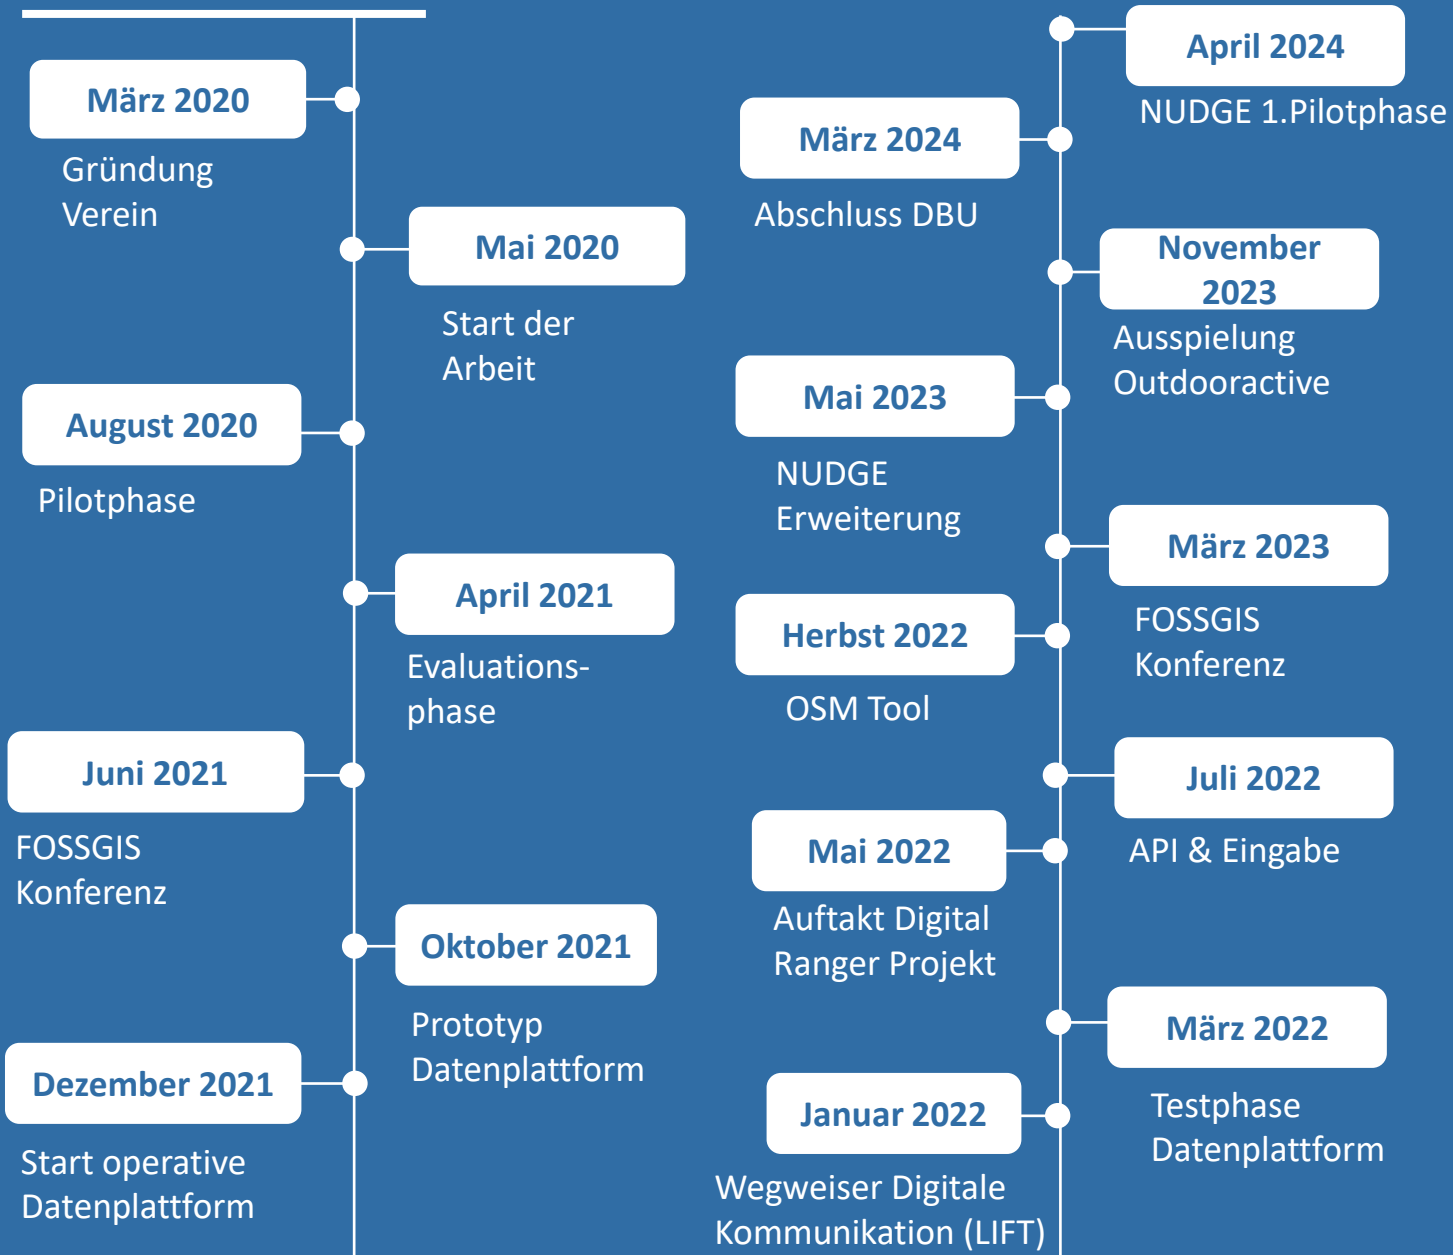 März 2020
Gründung
Verein
Mai 2020
Start der
Arbeit
August 2020
Pilotphase
April 2021
Evaluations-
phase
Juni 2021
FOSSGIS
Konferenz
Oktober 2021
Prototyp
Datenplattform
Dezember 2021
Start operative
Datenplattform
April 2024
NUDGE 1.Pilotphase
März 2024
Abschluss DBU
November
2023
Ausspielung
Outdooractive
Mai 2023
NUDGE
Erweiterung
März 2023
FOSSGIS
Konferenz
Herbst 2022
OSM Tool
Juli 2022
API & Eingabe
Mai 2022
Auftakt Digital
Ranger Projekt
März 2022
Testphase
Datenplattform
Januar 2022
Wegweiser Digitale
Kommunikation (LIFT)